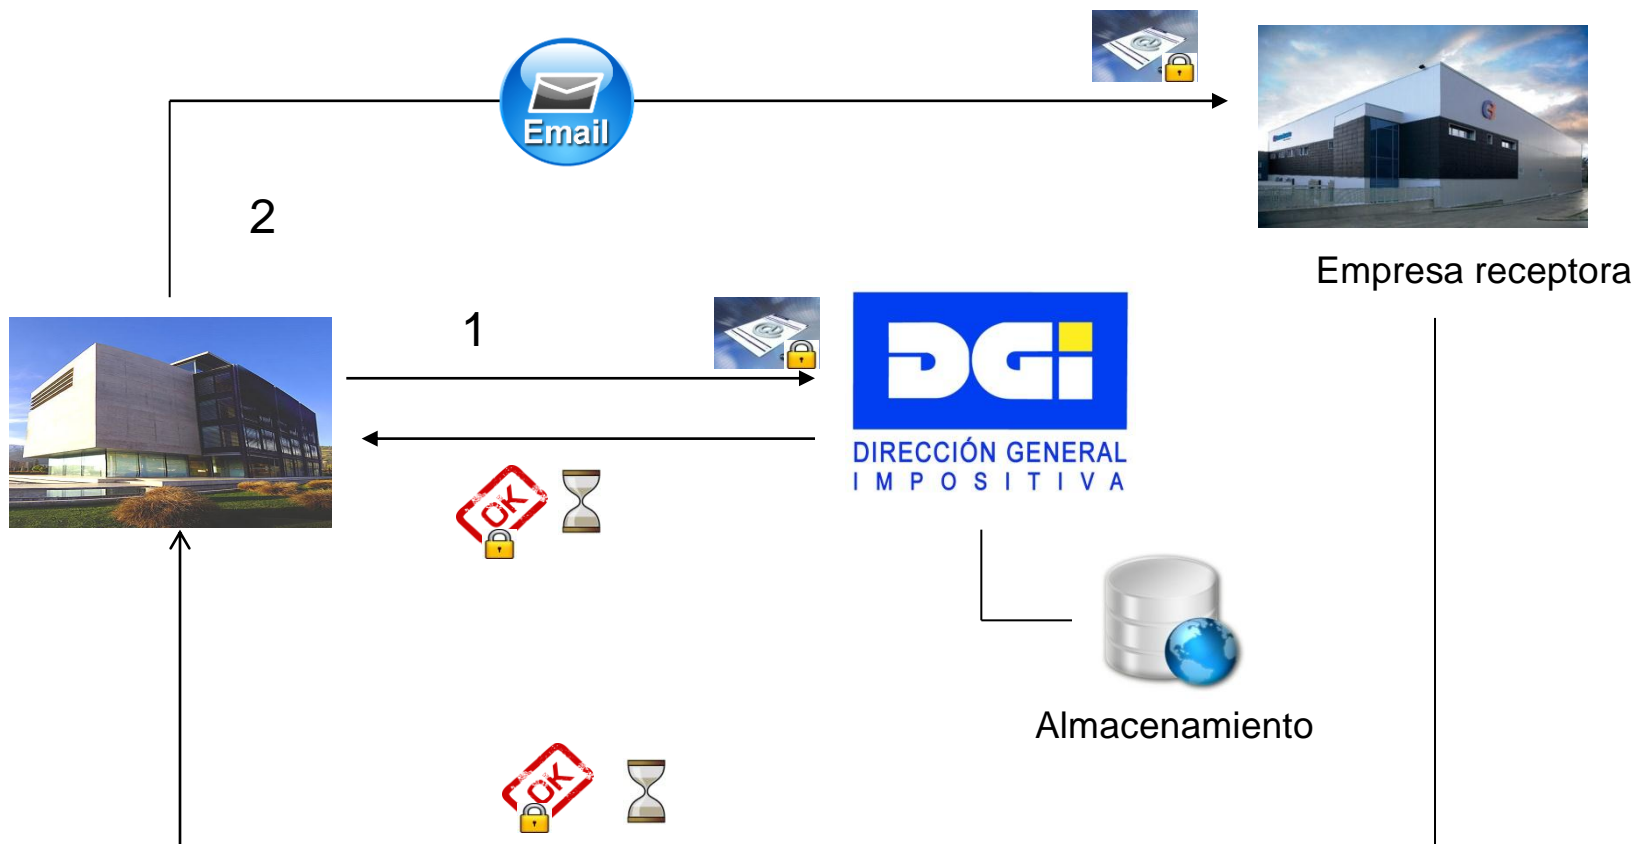 Email
2
Empresa receptora
1
DGi
DIRECCIÓN GENERAL
IMPOSITIVA
OK
Almacenamiento
OK